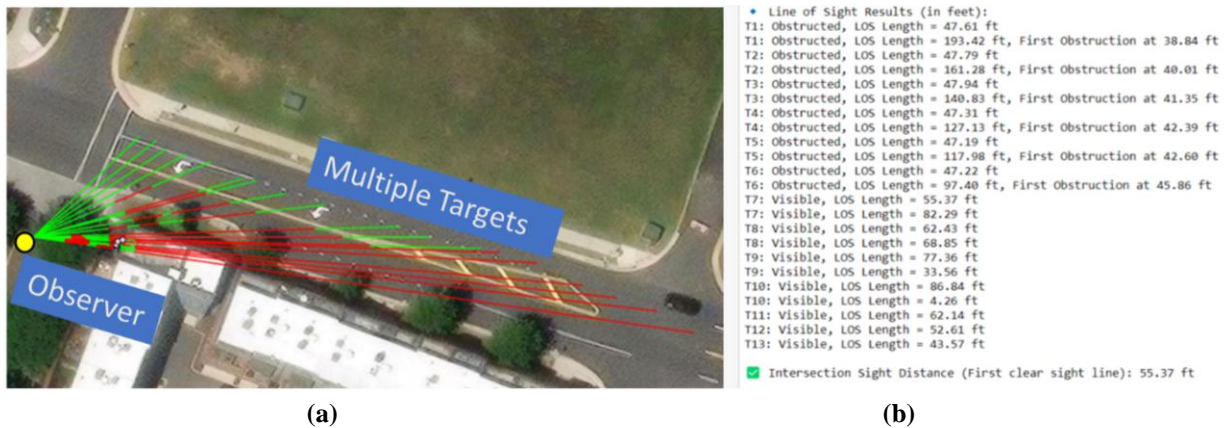 Multiple Targets
Observer
• Line of Sight Results (in feet):
T1: Obstructed, LOS Length = 47.61 ft
T1: Obstructed, LOS Length = 193.42 ft, First Obstruction at 38.84 ft
T2: Obstructed, LOS Length = 47.79 ft
T2: Obstructed, LOS Length = 161.28 ft, First Obstruction at 40.01 ft
T3: Obstructed, LOS Length = 47.94 ft
T3: Obstructed, LOS Length = 140.83 ft, First Obstruction at 41.35 ft
T4: Obstructed, LOS Length = 47.31 ft
T4: Obstructed, LOS Length = 127.13 ft, First Obstruction at 42.39 ft
T5: Obstructed, LOS Length = 47.19 ft
T5: Obstructed, LOS Length = 117.98 ft, First Obstruction at 42.60 ft
T6: Obstructed, LOS Length = 47.22 ft
T6: Obstructed, LOS Length = 97.40 ft, First Obstruction at 45.86 ft
T7: Visible, LOS Length = 55.37 ft
T7: Visible, LOS Length = 82.29 ft
T8: Visible, LOS Length = 62.43 ft
T8: Visible, LOS Length = 68.85 ft
T9: Visible, LOS Length = 77.36 ft
T9: Visible, LOS Length = 33.56 ft
T10: Visible, LOS Length = 86.84 ft
T10: Visible, LOS Length = 4.26 ft
T11: Visible, LOS Length = 62.14 ft
T12: Visible, LOS Length = 52.61 ft
T13: Visible, LOS Length = 43.57 ft
✅ Intersection Sight Distance (First clear sight line): 55.37 ft
(a)
(b)